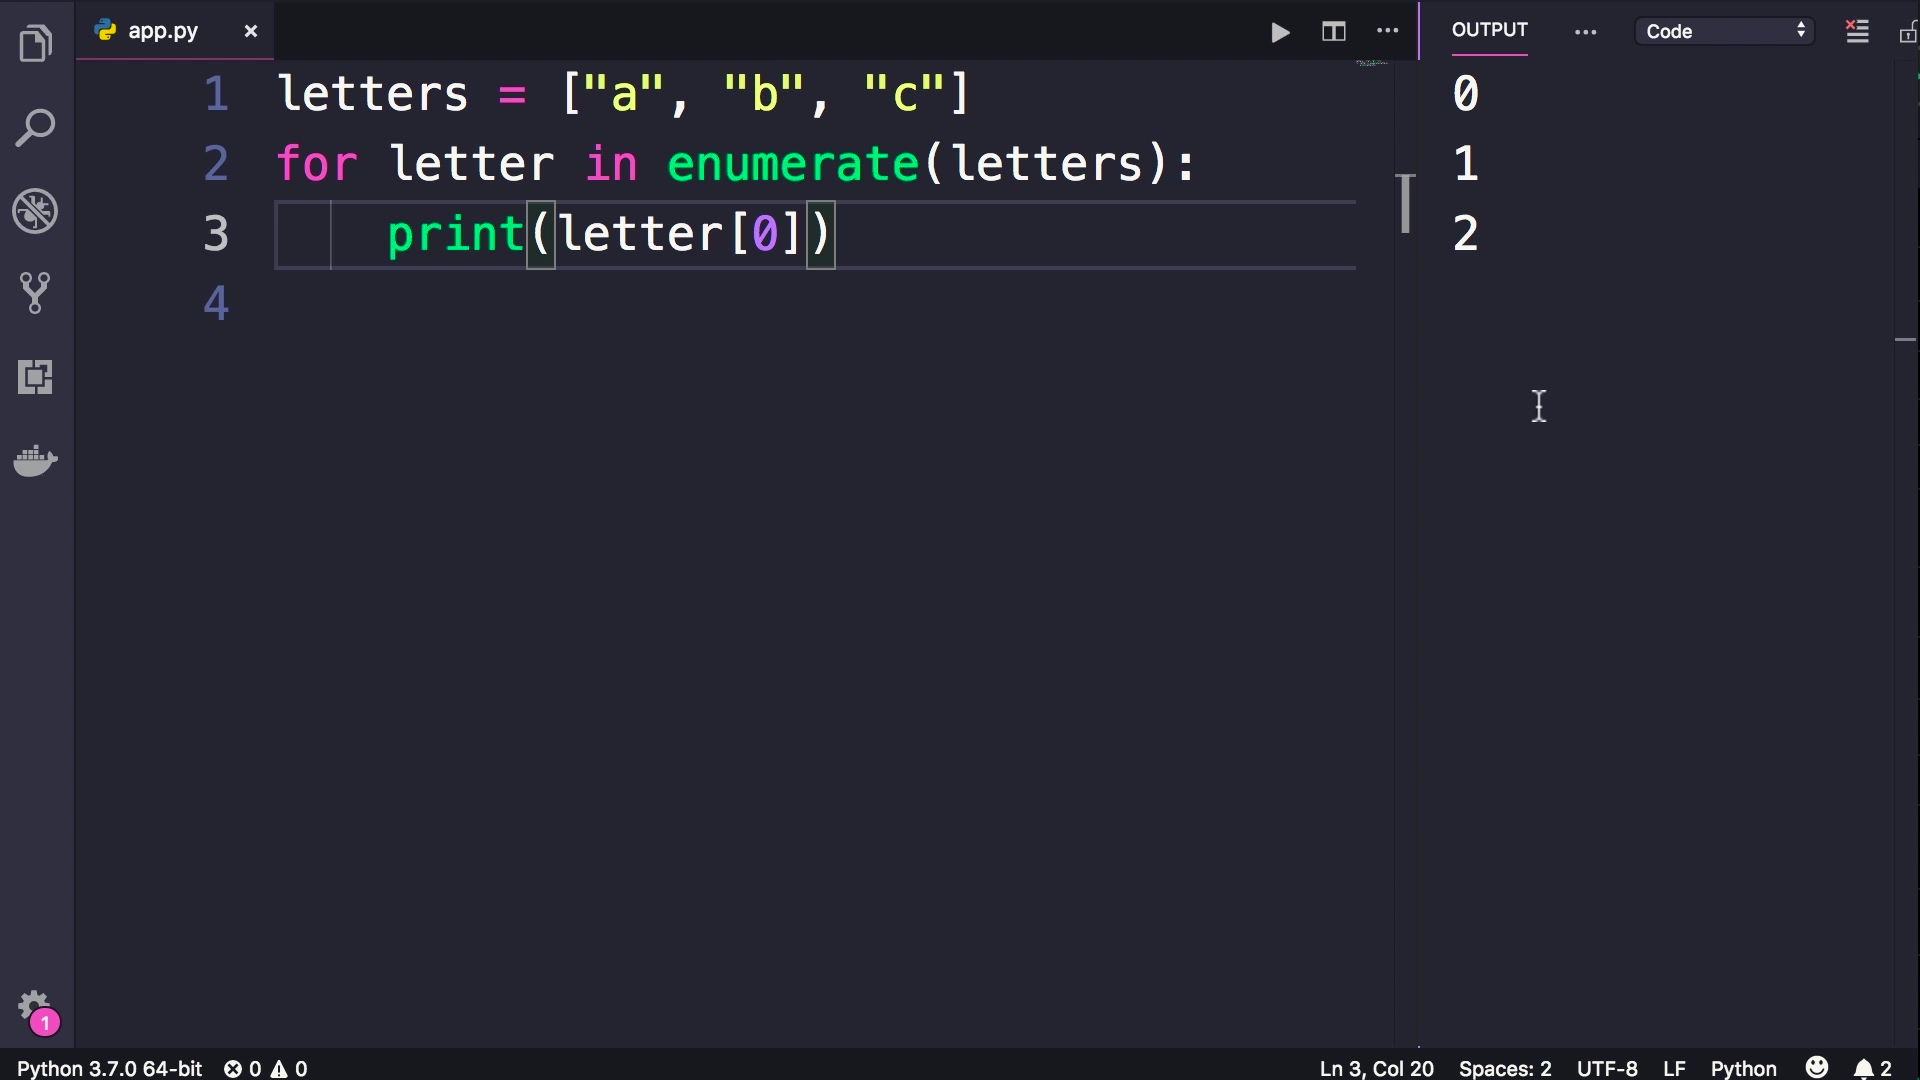 app.py
OUTPUT
Code
1 letters = ["a", "b", "c"]
2 for letter in enumerate(letters):
3     print(letter[0])
4
0
1
2
1
Python 3.7.0 64-bit 0 0
Ln 3, Col 20 Spaces: 2 UTF-8 LF Python 2